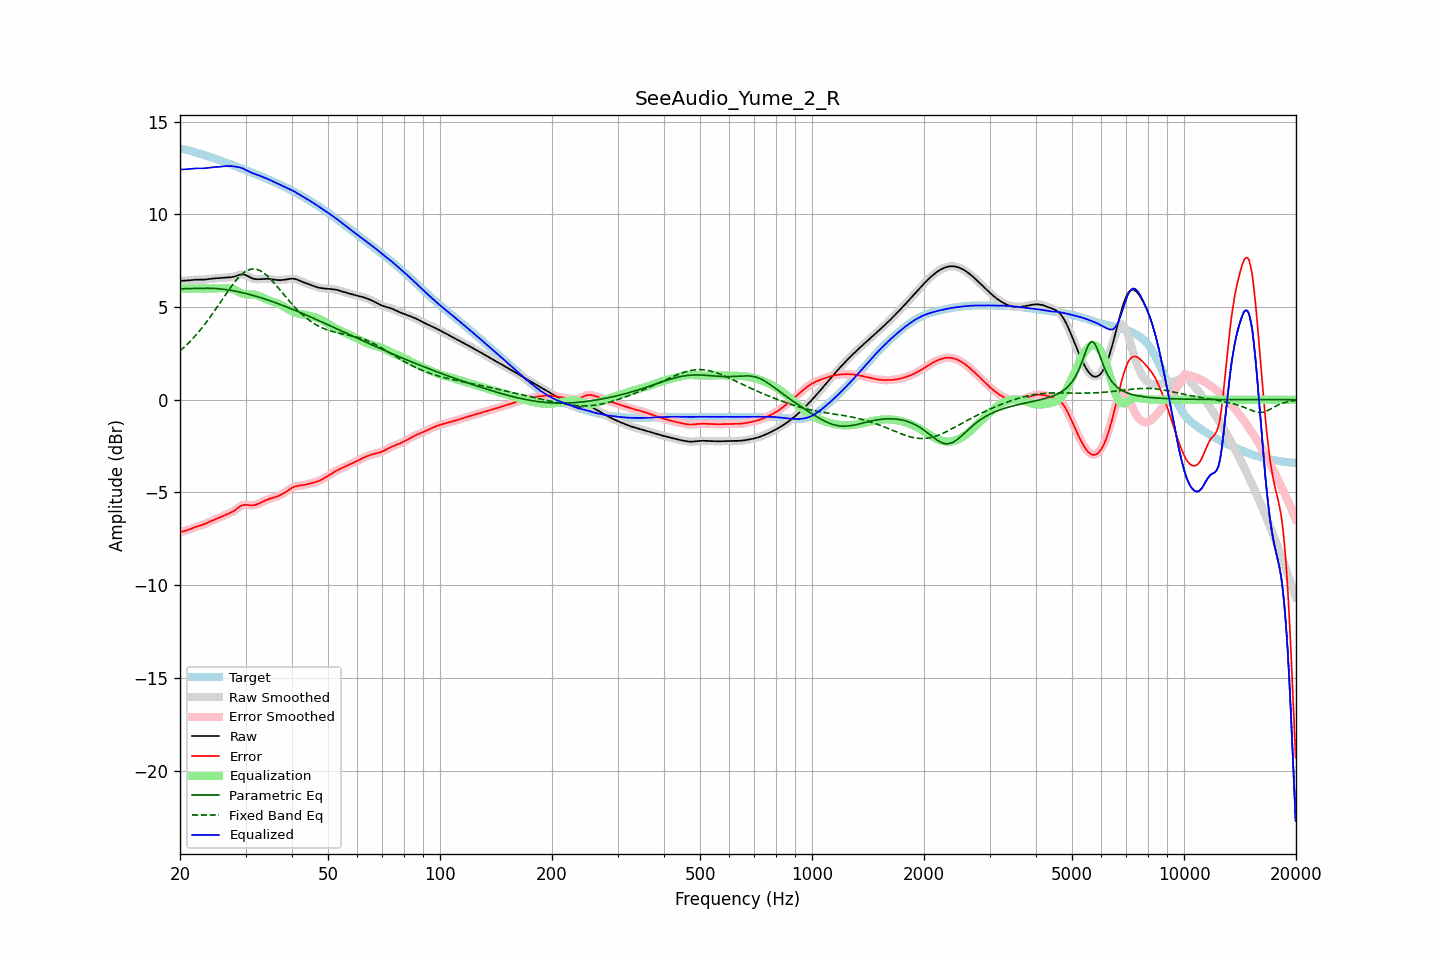 SeeAudio_Yume_2_R
15
10
5
0
−5
−10
−15
−20
Amplitude (dBr)
Target
Raw Smoothed
Error Smoothed
Raw
Error
Equalization
Parametric Eq
Fixed Band Eq
Equalized
20 50 100 200 500 1000 2000 5000 10000 20000
Frequency (Hz)